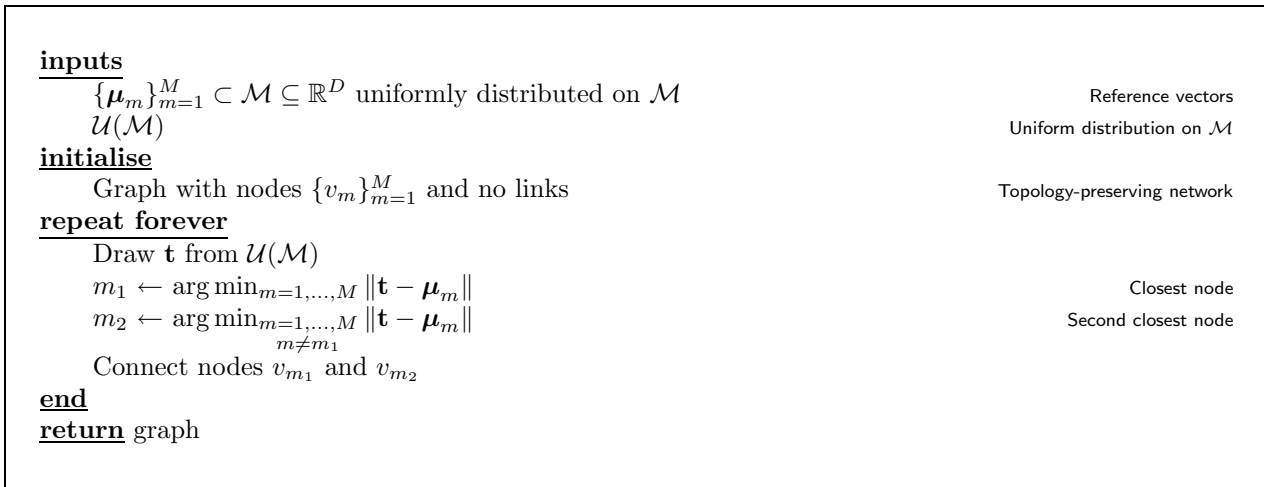 inputs
{μ_m}_{m=1}^M ⊂ ℳ ⊆ ℝ^D uniformly distributed on ℳ Reference vectors
𝒰(ℳ) Uniform distribution on ℳ
initialise
Graph with nodes {v_m}_{m=1}^M and no links Topology-preserving network
repeat forever
Draw t from 𝒰(ℳ)
m_1 ← arg min_{m=1,...,M} ‖t − μ_m‖ Closest node
m_2 ← arg min_{m=1,...,M} ‖t − μ_m‖ Second closest node
m≠m_1
Connect nodes v_{m_1} and v_{m_2}
end
return graph